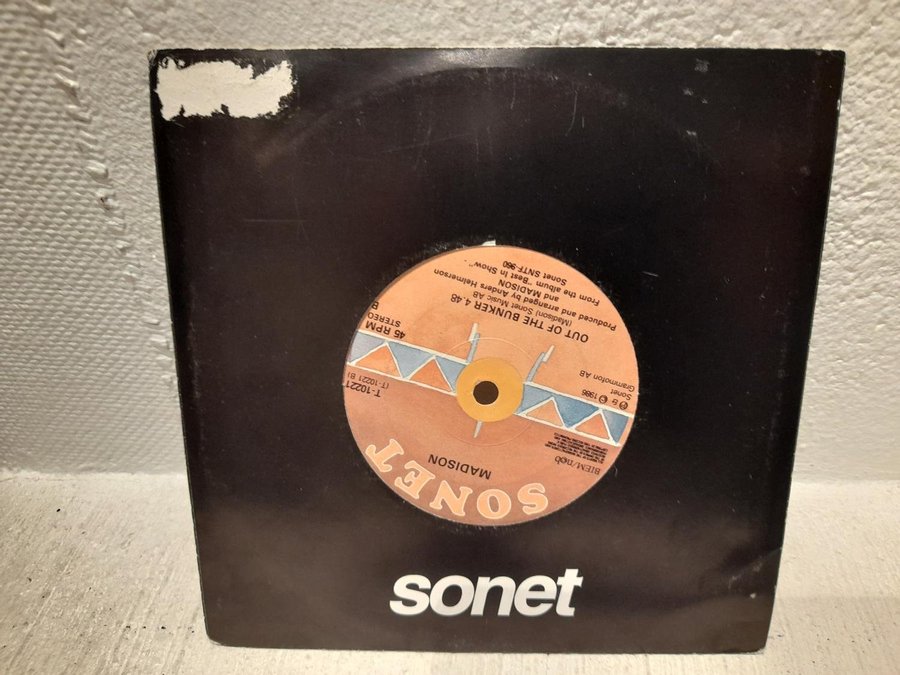 SONET
MADISON
T-10221
(T-10221 B)
45 RPM
STEREO
B
BIEM/n©b
℗ & © 1986
Sonet
Grammofon AB
OUT OF THE BUNKER 4.48
(Madison) Sonet Music AB.
Produced and arranged by Anders Helmerson
and MADISON
From the album "Best In Show".
Sonet SNTF-960
sonet